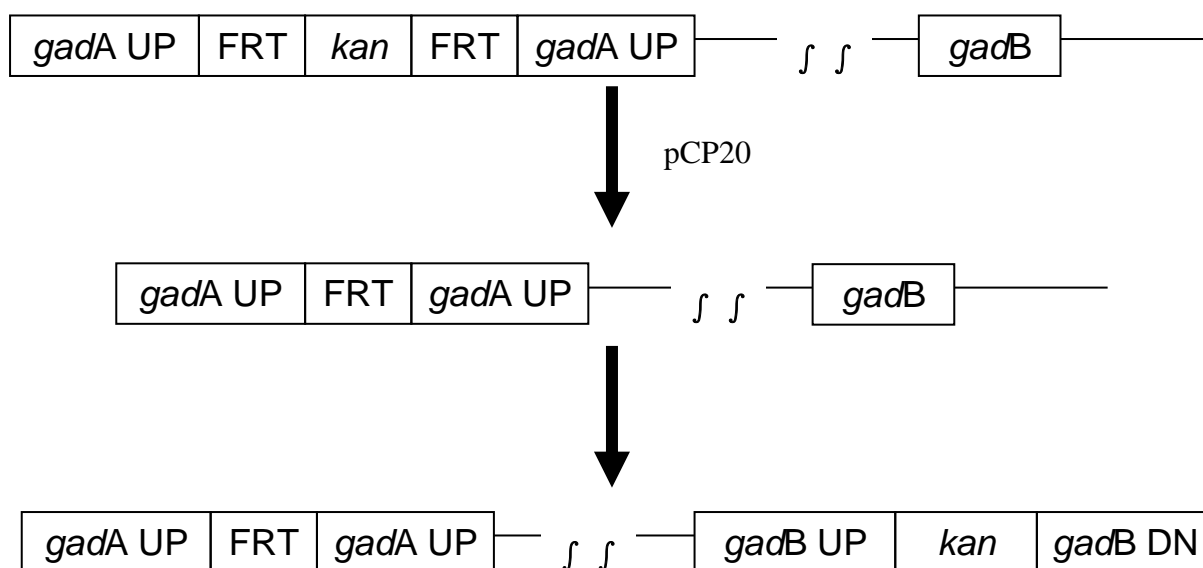 gadA UP FRT kan FRT gadA UP ∫ ∫ gadB
pCP20
gadA UP FRT gadA UP ∫ ∫ gadB
gadA UP FRT gadA UP ∫ ∫ gadB UP kan gadB DN